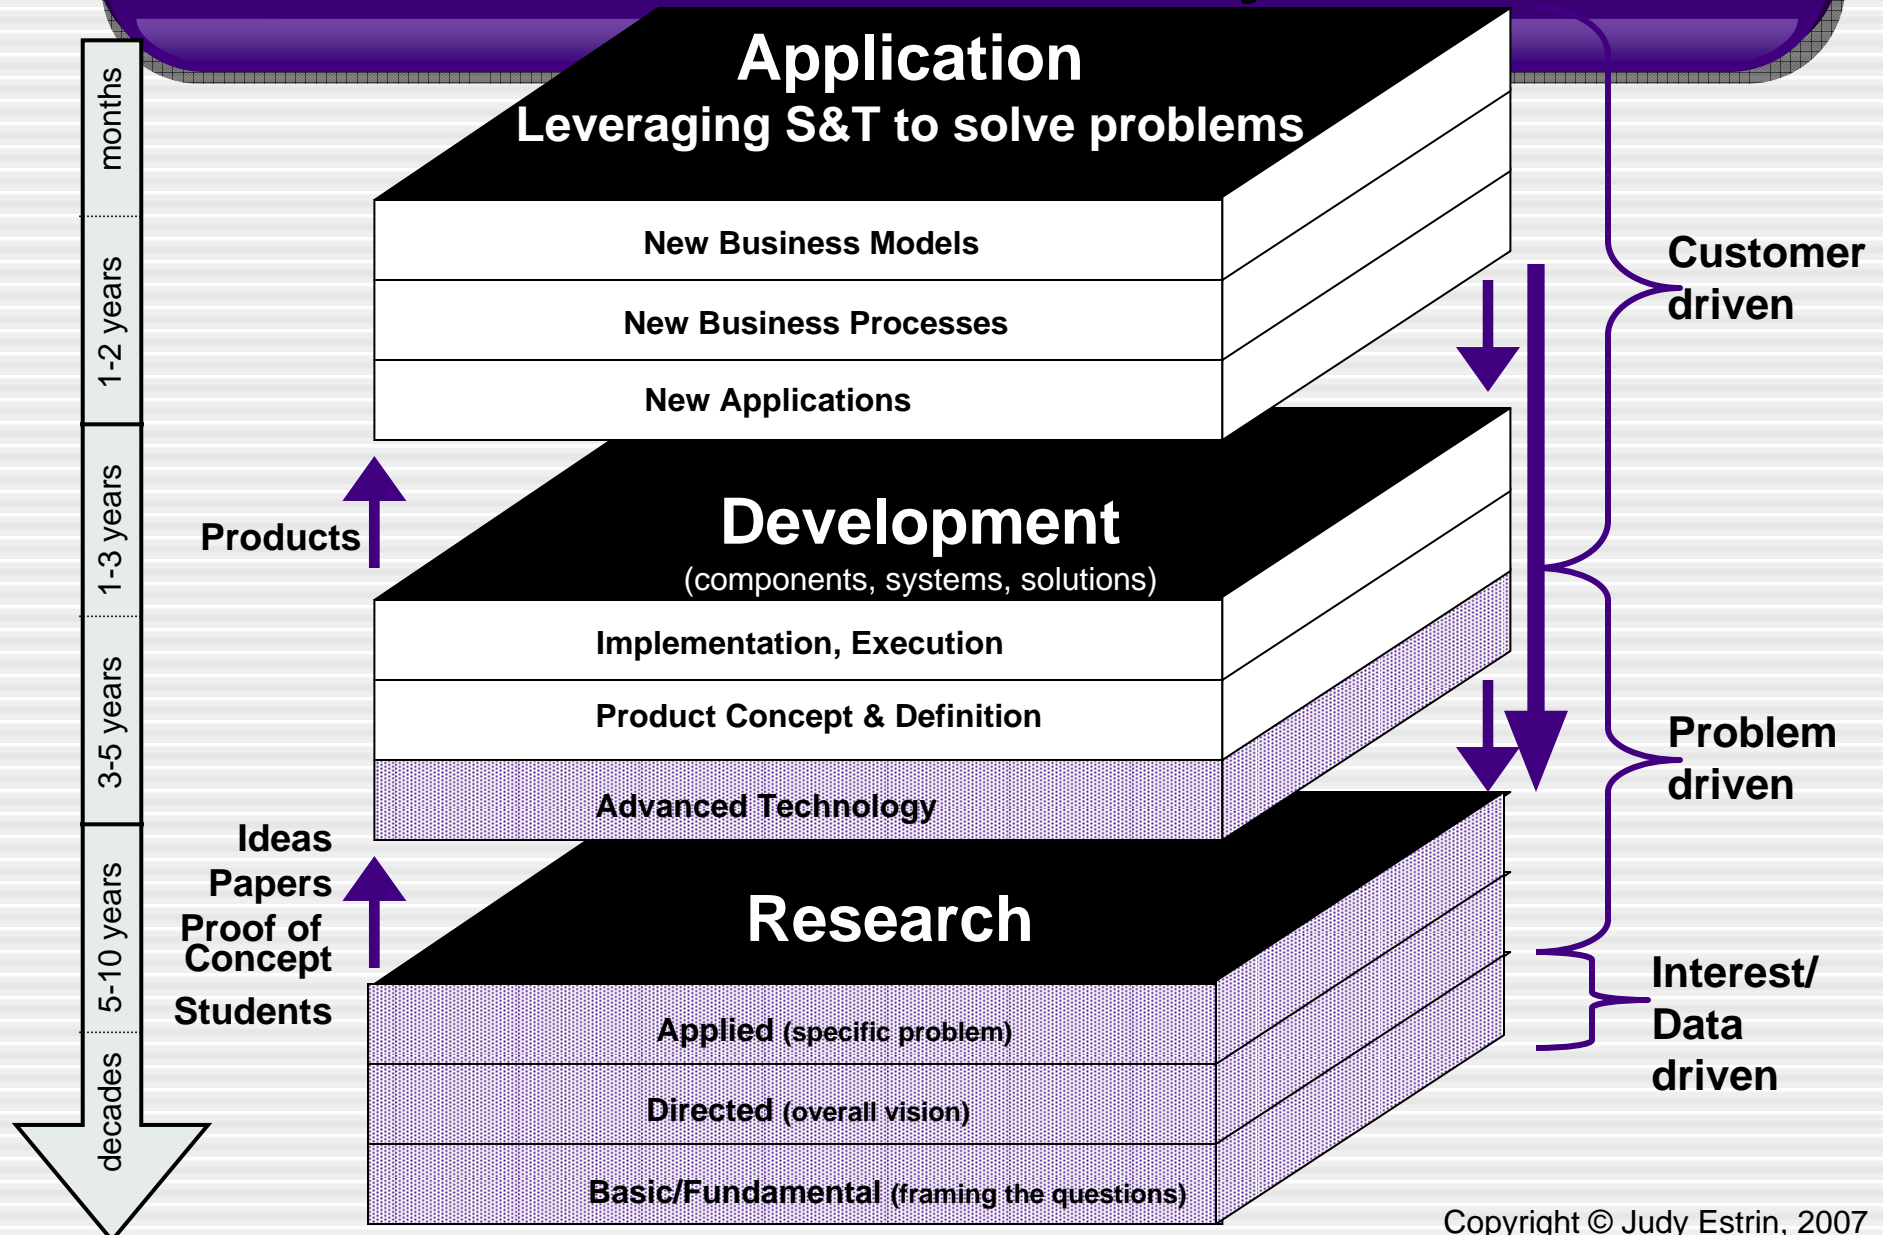 Application
Leveraging S&T to solve problems
months
1-2 years
1-3 years
3-5 years
5-10 years
decades
New Business Models
New Business Processes
New Applications
Customer
driven
Products
Development
(components, systems, solutions)
Implementation, Execution
Product Concept & Definition
Advanced Technology
Problem
driven
Ideas
Papers
Proof of
Concept
Students
Research
Applied (specific problem)
Directed (overall vision)
Basic/Fundamental (framing the questions)
Interest/
Data
driven
Copyright © Judy Estrin, 2007